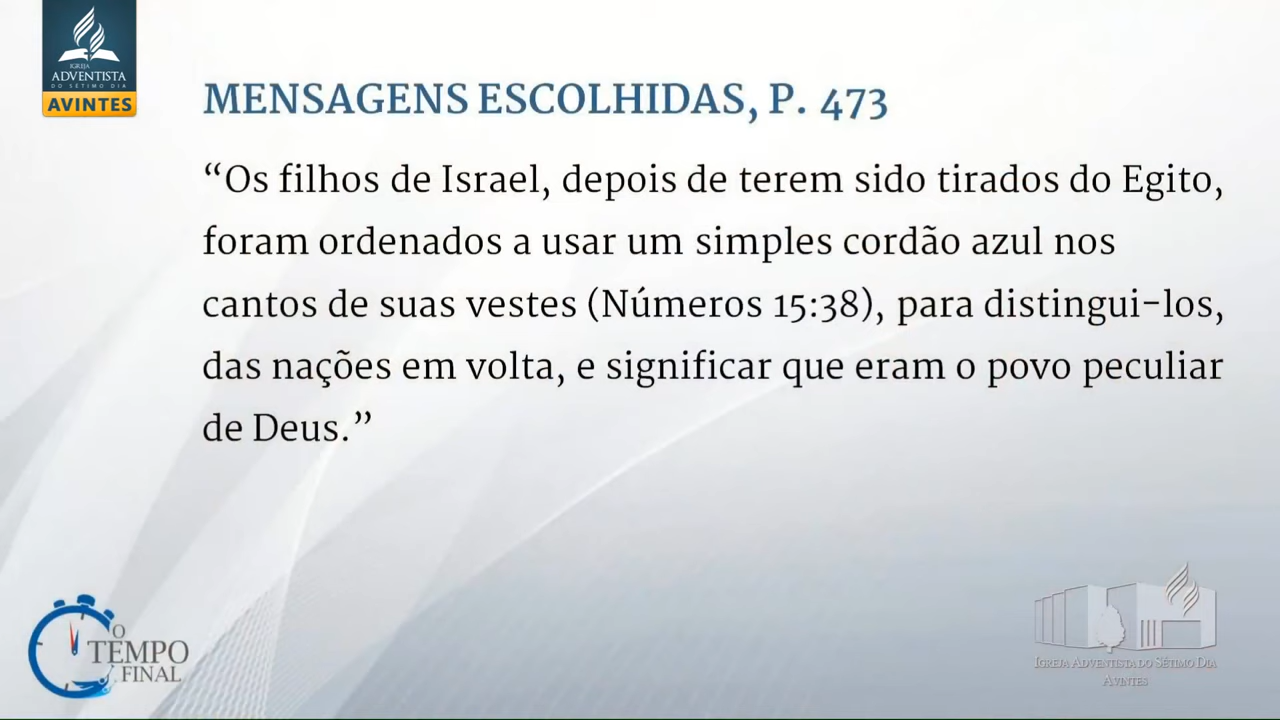 IGREJA
ADVENTISTA
DO SÉTIMO DIA
AVINTES
MENSAGENS ESCOLHIDAS, P. 473
“Os filhos de Israel, depois de terem sido tirados do Egito,
foram ordenados a usar um simples cordão azul nos
cantos de suas vestes (Números 15:38), para distingui-los,
das nações em volta, e significar que eram o povo peculiar
de Deus.”
O
TEMPO
FINAL
IGREJA ADVENTISTA DO SÉTIMO DIA
AVINTES